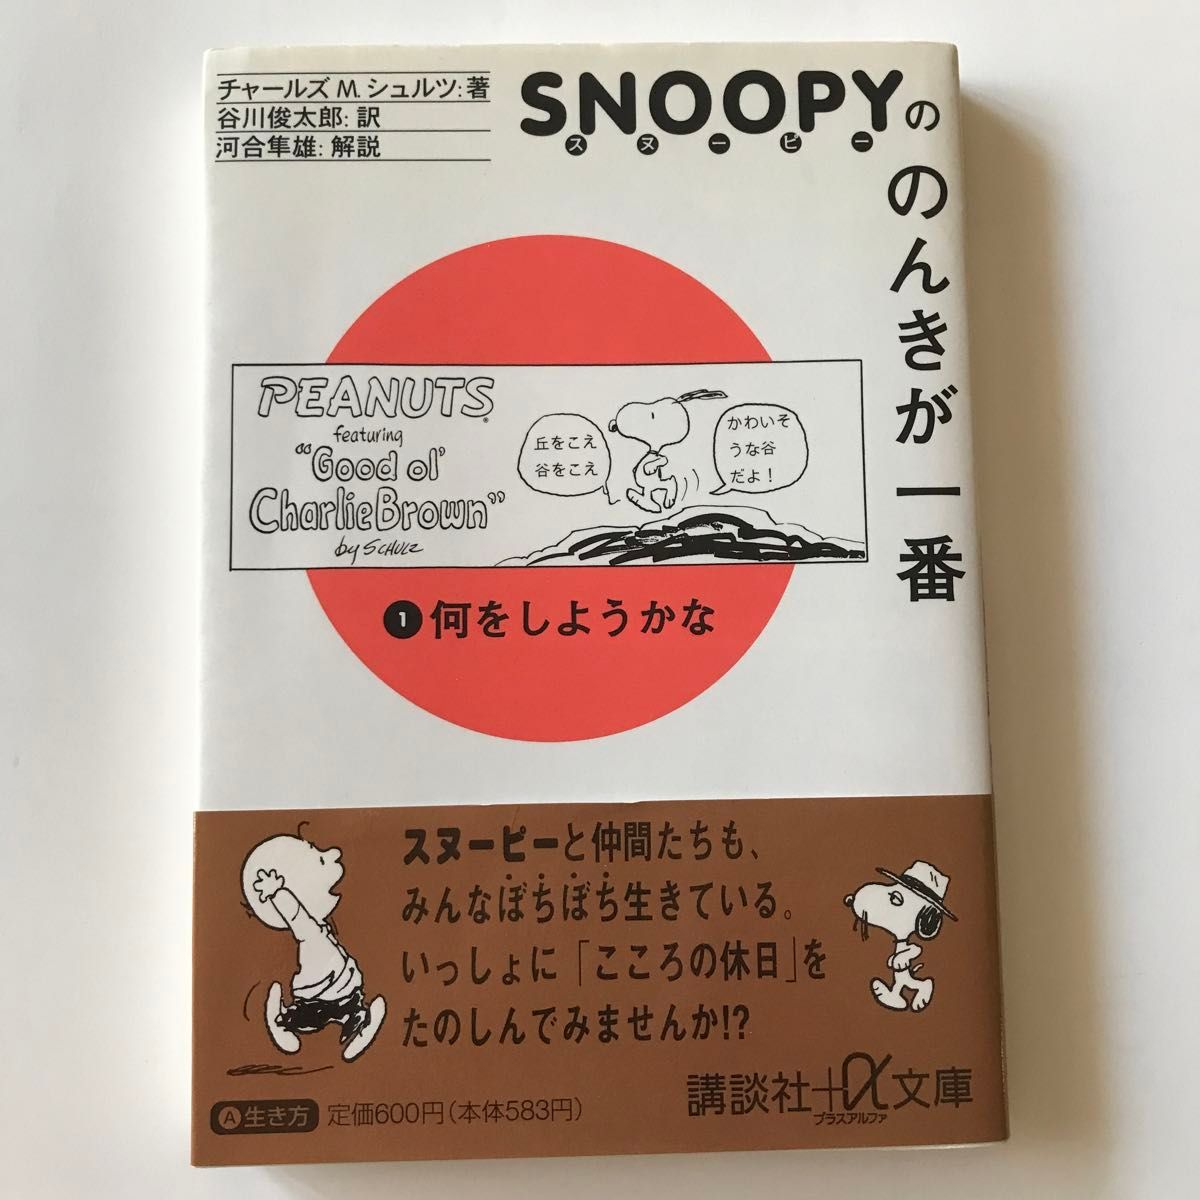 チャールズ M. シュルツ: 著
谷川俊太郎: 訳
河合隼雄: 解説
SNOOPYの
スヌーピー
のんきが一番
PEANUTS®
featuring
"Good ol'
Charlie Brown"
by SCHULZ
丘をこえ
谷をこえ
かわいそ
うな谷
だよ！
1 何をしようかな
スヌーピーと仲間たちも、
みんなぼちぼち生きている。
いっしょに「こころの休日」を
たのしんでみませんか!?
A 生き方 定価600円(本体583円)
講談社+α文庫
プラスアルファ